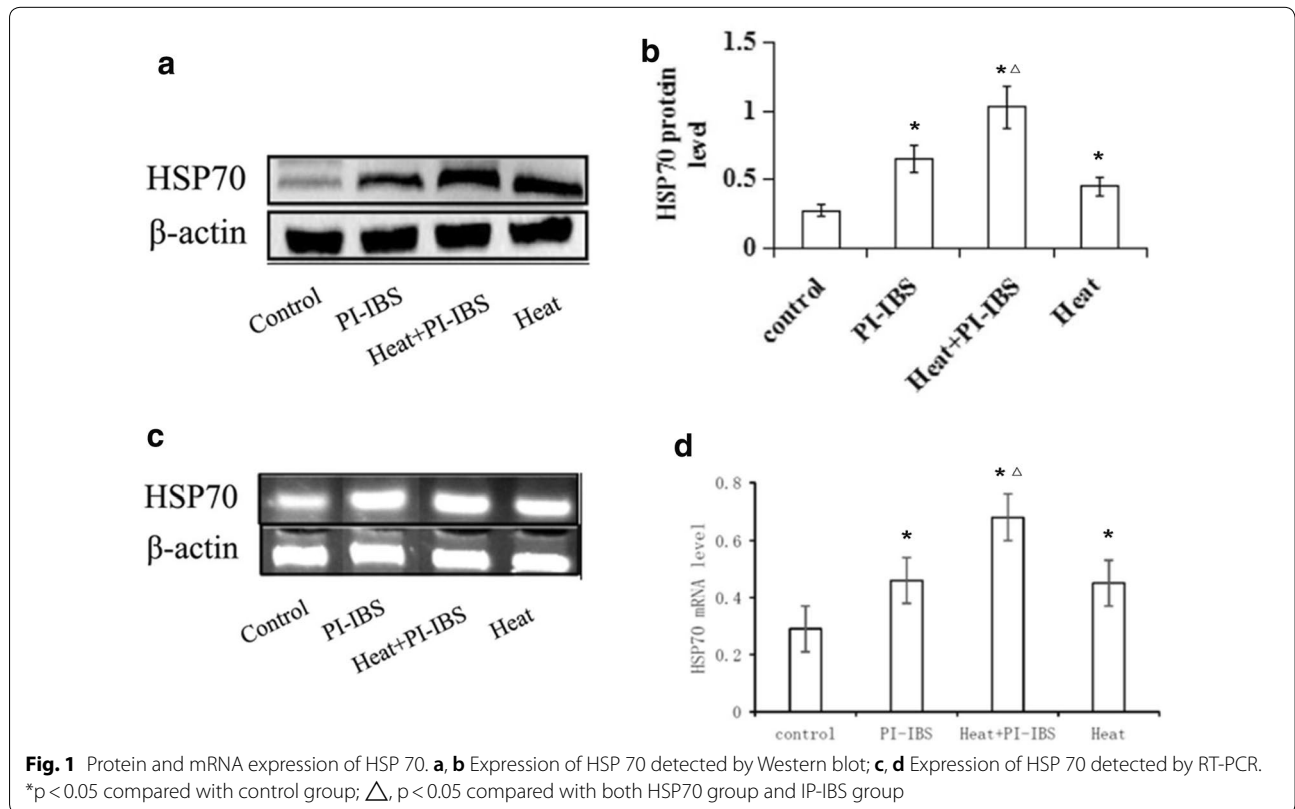 a
HSP70
β-actin
Control
PI-IBS
Heat+PI-IBS
Heat
b
HSP70 protein
level
1.5
1
0.5
0
* △
*
*
control
PI-IBS
Heat+PI-IBS
Heat
c
HSP70
β-actin
Control
PI-IBS
Heat+PI-IBS
Heat
d
HSP70 mRNA level
0.8
0.6
0.4
0.2
0
* △
*
*
control
PI-IBS
Heat+PI-IBS
Heat
Fig. 1 Protein and mRNA expression of HSP 70. a, b Expression of HSP 70 detected by Western blot; c, d Expression of HSP 70 detected by RT-PCR.
*p < 0.05 compared with control group; △, p < 0.05 compared with both HSP70 group and IP-IBS group